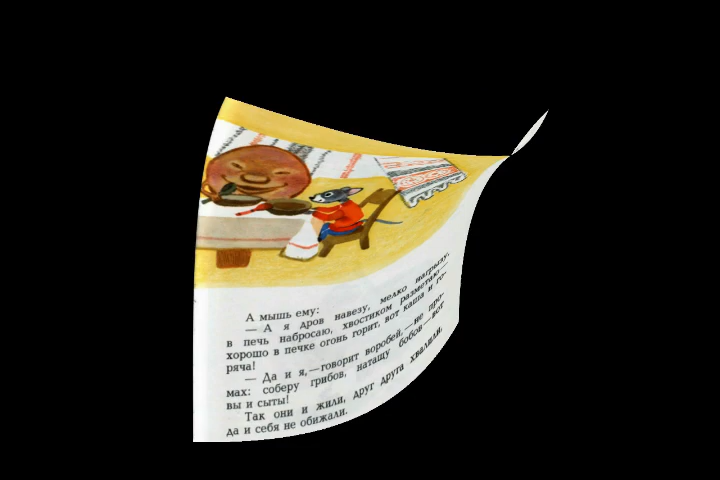 А мышь ему:
— А я дров навезу, мелко нагрызу,
в печь набросаю, хвостиком разметаю —
хорошо в печке огонь горит, вот каша и го-
ряча!
— Да и я, — говорит воробей, — не про-
мах: соберу грибов, натащу бобов — вот
вы и сыты!
Так они и жили, друг друга хвалили,
да и себя не обижали.